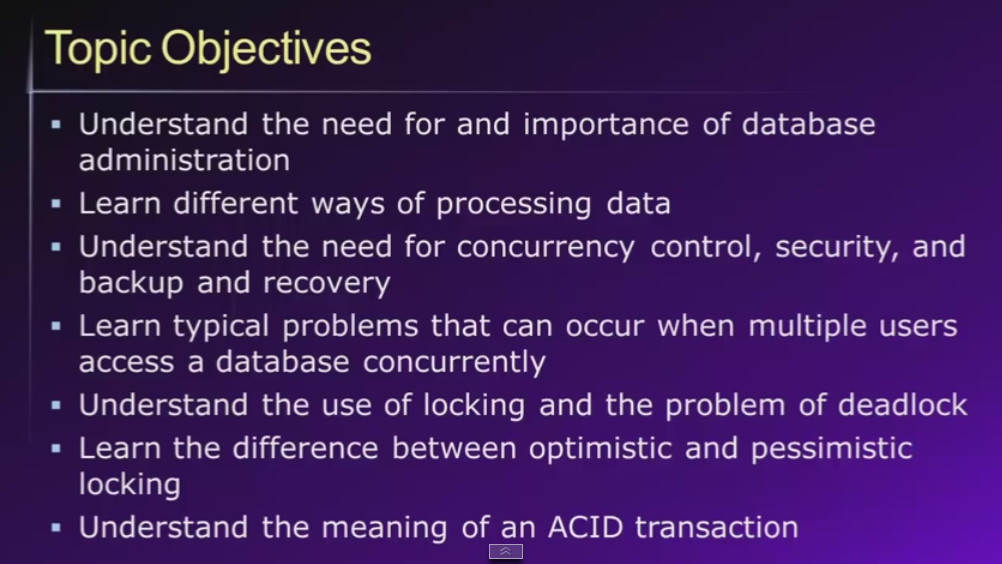 Topic Objectives
▪ Understand the need for and importance of database
administration
▪ Learn different ways of processing data
▪ Understand the need for concurrency control, security, and
backup and recovery
▪ Learn typical problems that can occur when multiple users
access a database concurrently
▪ Understand the use of locking and the problem of deadlock
▪ Learn the difference between optimistic and pessimistic
locking
▪ Understand the meaning of an ACID transaction